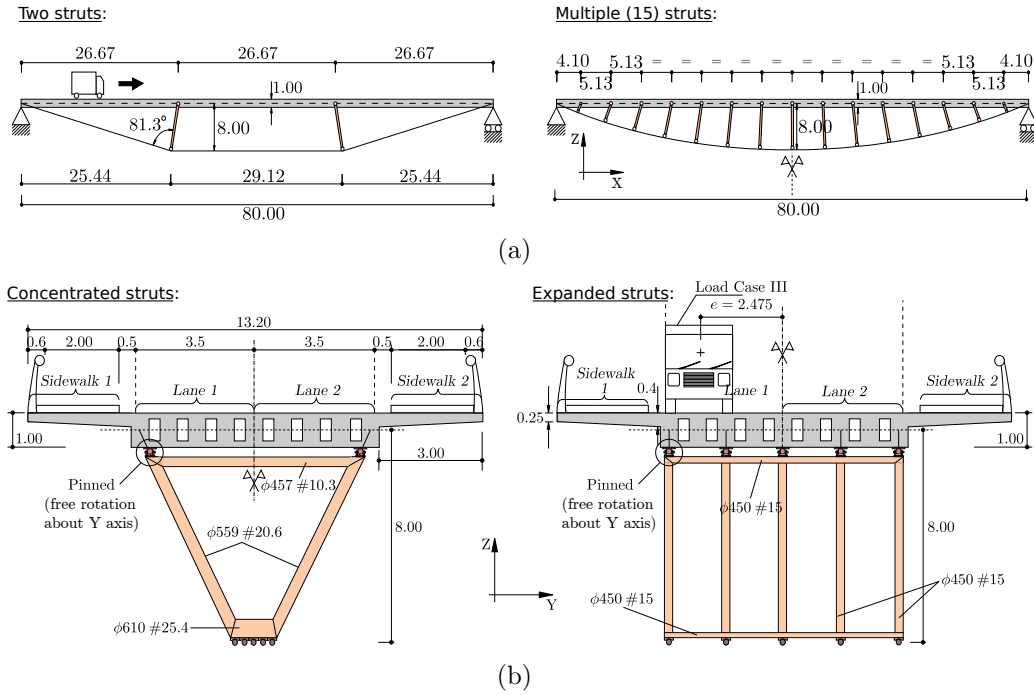 Two struts:
Multiple (15) struts:
26.67 26.67 26.67
4.10 5.13 = = = = = = = = = 5.13 4.10
5.13 5.13
1.00 1.00
81.3° 8.00 8.00
Z
X
25.44 29.12 25.44
80.00 80.00
(a)
Concentrated struts:
Expanded struts:
Load Case III
e = 2.475
13.20
0.6 2.00 0.5 3.5 3.5 0.5 2.00 0.6
Sidewalk 1 Lane 1 Lane 2 Sidewalk 2
Sidewalk
1
0.4 Lane 1 Lane 2 Sidewalk 2
0.25
1.00 3.00 1.00
Pinned
(free rotation
about Y axis)
ϕ457 #10.3
Pinned
(free rotation
about Y axis)
ϕ450 #15
ϕ559 #20.6
8.00 8.00
Z
Y
ϕ610 #25.4
ϕ450 #15
ϕ450 #15
(b)